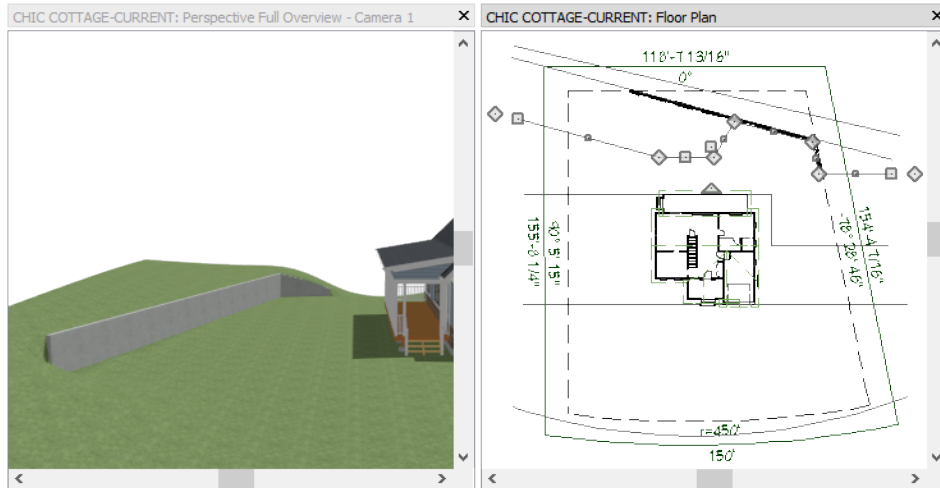 CHIC COTTAGE-CURRENT: Perspective Full Overview - Camera 1
CHIC COTTAGE-CURRENT: Floor Plan
118'-7 13/16"
0°
155'-8 1/4"
90° 5' 15"
154'-4 7/16"
-78° 28' 46"
r=450'
150'